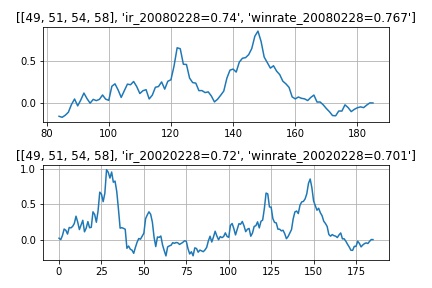 [[49, 51, 54, 58], 'ir_20080228=0.74', 'winrate_20080228=0.767']
0.5
0.0
80 100 120 140 160 180
[[49, 51, 54, 58], 'ir_20020228=0.72', 'winrate_20020228=0.701']
1.0
0.5
0.0
0 25 50 75 100 125 150 175